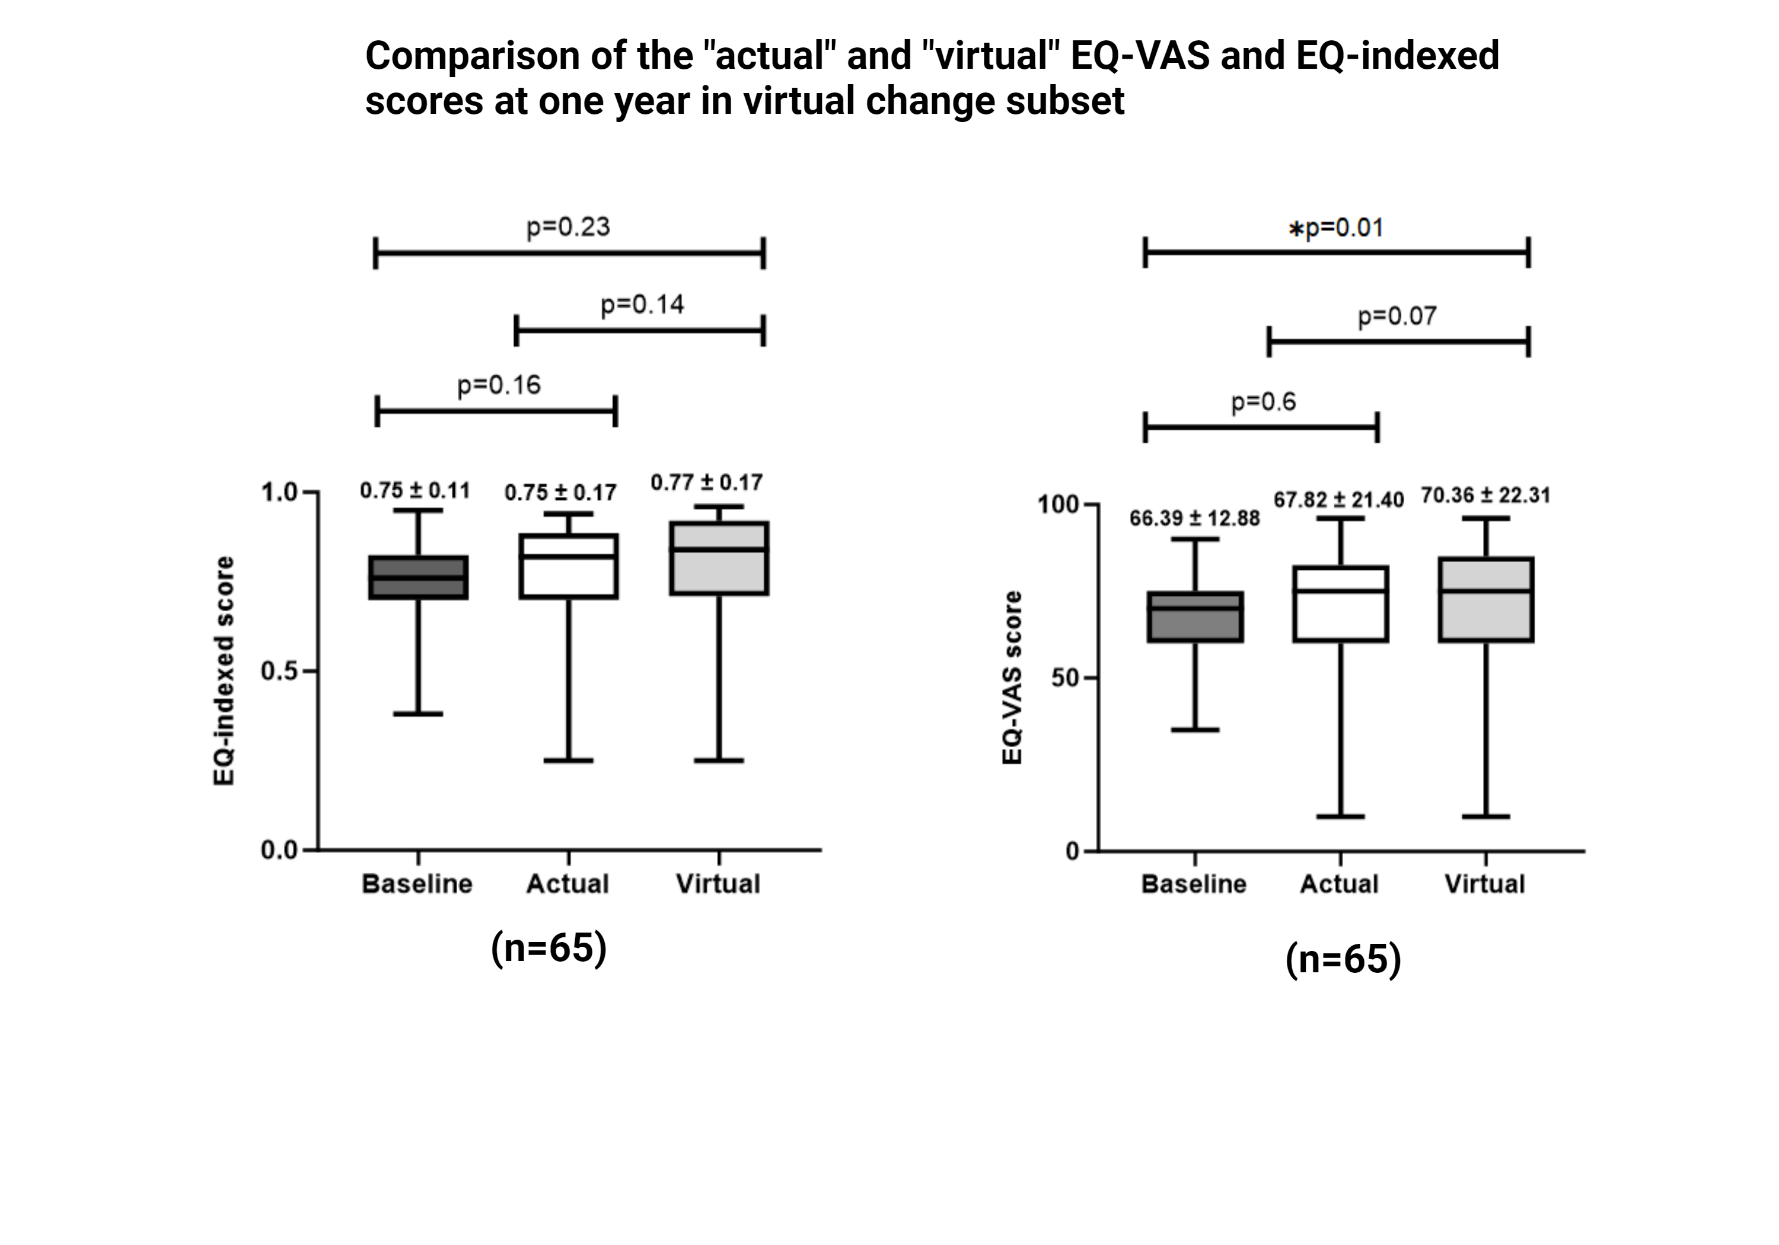 Comparison of the "actual" and "virtual" EQ-VAS and EQ-indexed
scores at one year in virtual change subset
p=0.23
p=0.14
p=0.16
0.75 ± 0.11
0.75 ± 0.17
0.77 ± 0.17
1.0
0.5
0.0
EQ-indexed score
Baseline
Actual
Virtual
(n=65)
∗p=0.01
p=0.07
p=0.6
66.39 ± 12.88
67.82 ± 21.40
70.36 ± 22.31
100
50
0
EQ-VAS score
Baseline
Actual
Virtual
(n=65)